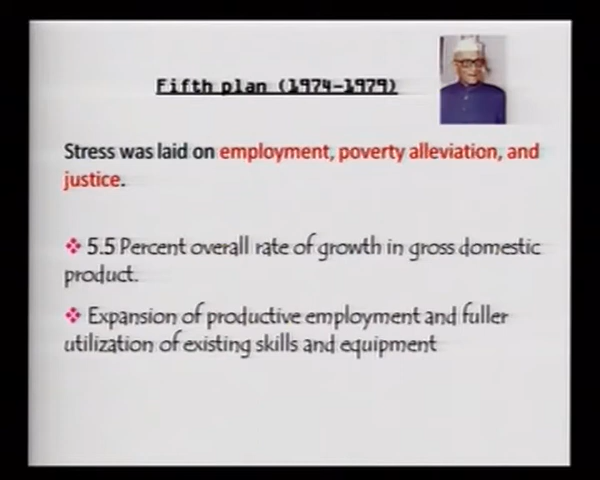 Fifth plan (1974-1979)
Stress was laid on employment, poverty alleviation, and
justice.
❖ 5.5 Percent overall rate of growth in gross domestic
product.
❖ Expansion of productive employment and fuller
utilization of existing skills and equipment